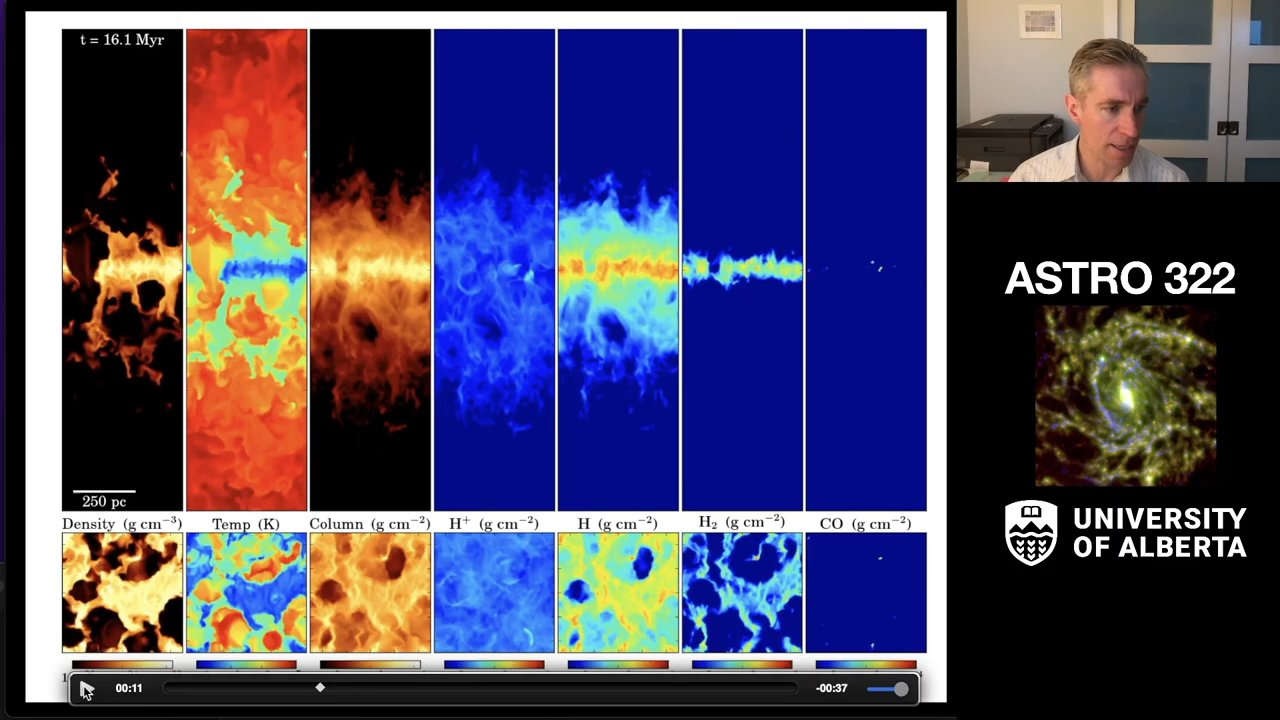 t = 16.1 Myr
250 pc
Density (g cm⁻³)
Temp (K)
Column (g cm⁻²)
H⁺ (g cm⁻²)
H (g cm⁻²)
H₂ (g cm⁻²)
CO (g cm⁻²)
00:11
-00:37
ASTRO 322
UNIVERSITY
OF ALBERTA